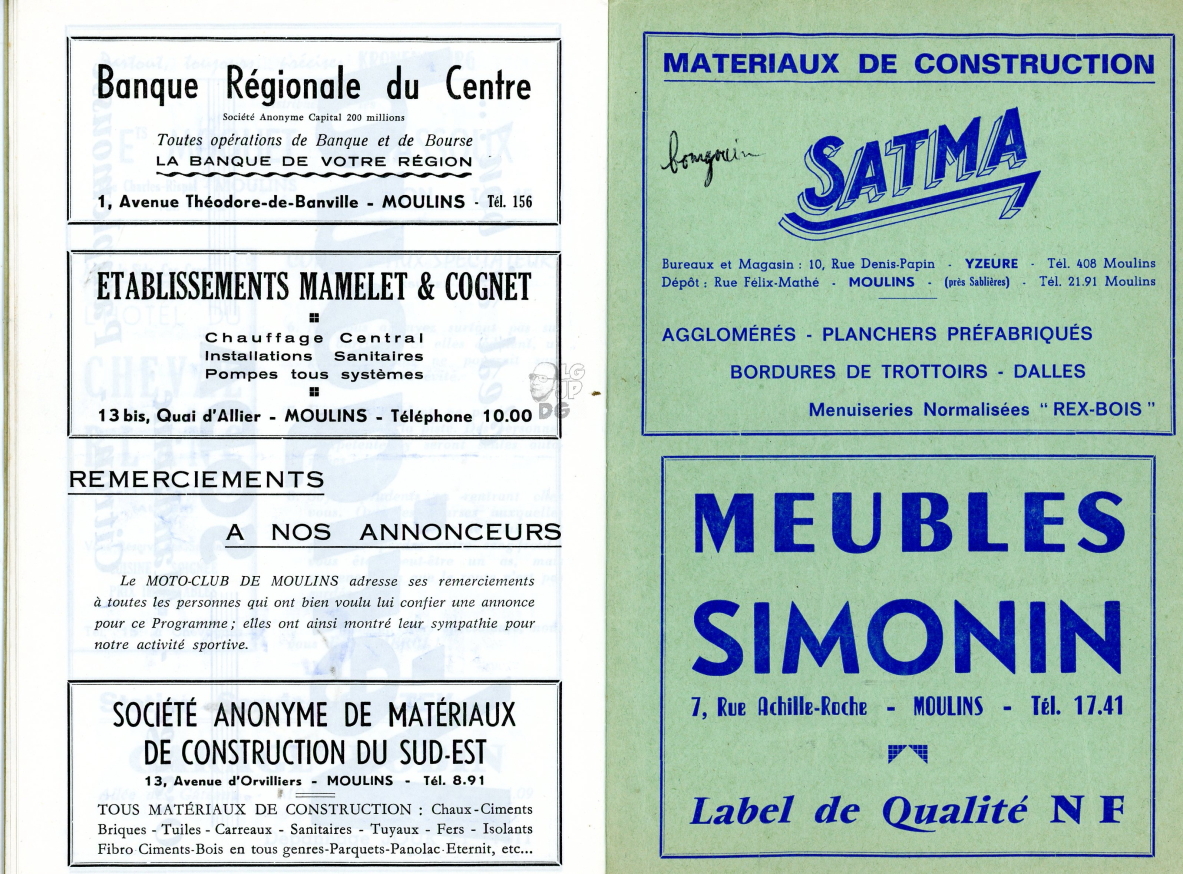 Banque Régionale du Centre
Société Anonyme Capital 200 millions
Toutes opérations de Banque et de Bourse
LA BANQUE DE VOTRE RÉGION
1, Avenue Théodore-de-Banville - MOULINS - Tél. 156
ETABLISSEMENTS MAMELET & COGNET
Chauffage Central
Installations Sanitaires
Pompes tous systèmes
13 bis, Quai d'Allier - MOULINS - Téléphone 10.00
REMERCIEMENTS
A NOS ANNONCEURS
Le MOTO-CLUB DE MOULINS adresse ses remerciements
à toutes les personnes qui ont bien voulu lui confier une annonce
pour ce Programme ; elles ont ainsi montré leur sympathie pour
notre activité sportive.
SOCIÉTÉ ANONYME DE MATÉRIAUX
DE CONSTRUCTION DU SUD-EST
13, Avenue d'Orvilliers - MOULINS - Tél. 8.91
TOUS MATÉRIAUX DE CONSTRUCTION : Chaux-Ciments
Briques - Tuiles - Carreaux - Sanitaires - Tuyaux - Fers - Isolants
Fibro Ciments-Bois en tous genres-Parquets-Panolac-Eternit, etc...
LG
JP
DG
MATERIAUX DE CONSTRUCTION
SATMA
Bureaux et Magasin : 10, Rue Denis-Papin - YZEURE - Tél. 408 Moulins
Dépôt : Rue Félix-Mathé - MOULINS - (près Sablières) - Tél. 21.91 Moulins
AGGLOMÉRÉS - PLANCHERS PRÉFABRIQUÉS
BORDURES DE TROTTOIRS - DALLES
Menuiseries Normalisées " REX-BOIS "
MEUBLES
SIMONIN
7, Rue Achille-Roche - MOULINS - Tél. 17.41
Label de Qualité NF